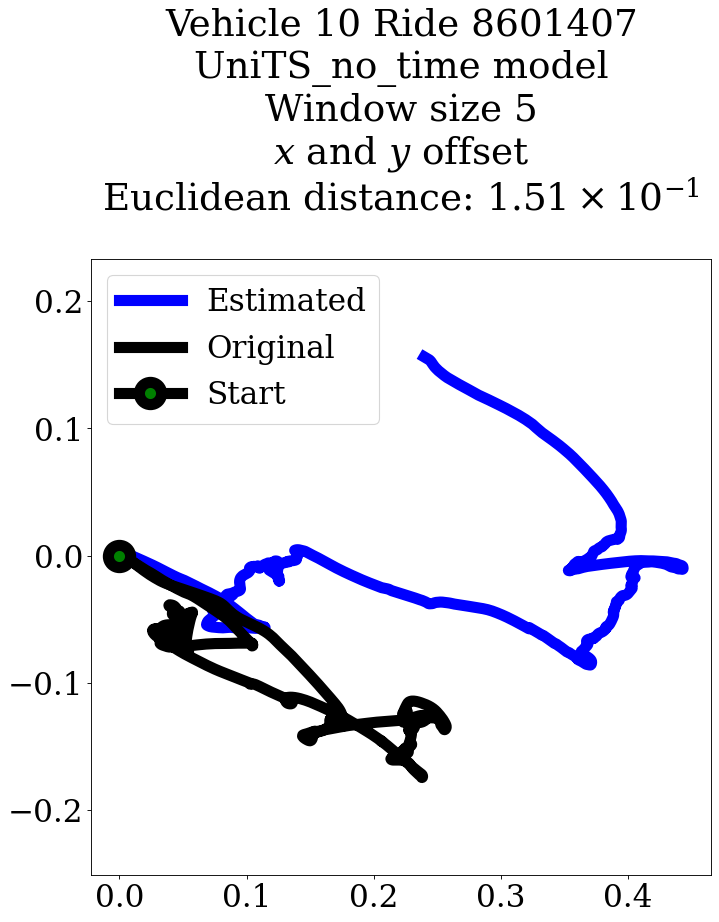 Vehicle 10 Ride 8601407
UniTS_no_time model
Window size 5
x and y offset
Euclidean distance: 1.51 × 10⁻¹
Estimated
Original
Start
0.2
0.1
0.0
−0.1
−0.2
0.0 0.1 0.2 0.3 0.4